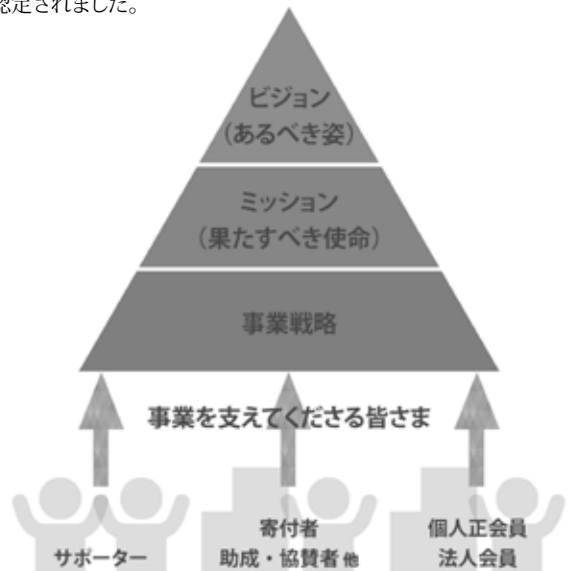 認定されました。
ビジョン
（あるべき姿）
ミッション
（果たすべき使命）
事業戦略
事業を支えてくださる皆さま
サポーター
寄付者
助成・協賛者 他
個人正会員
法人会員